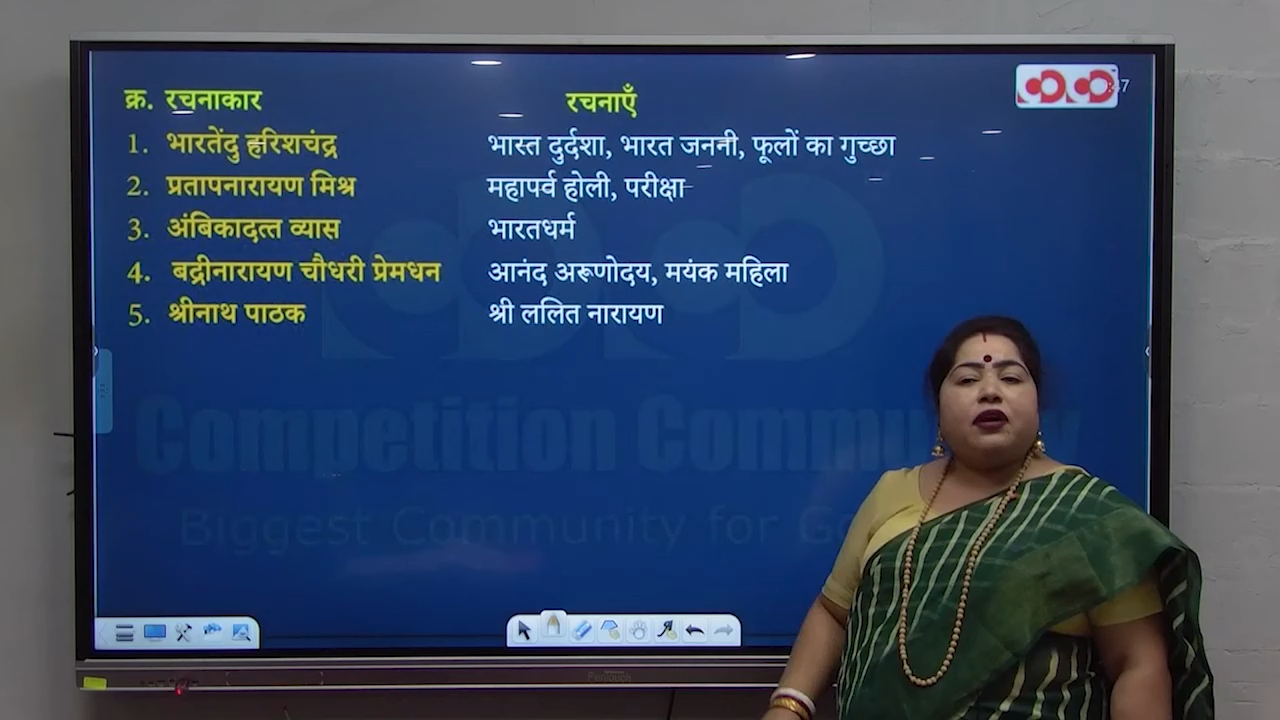 क्र. रचनाकार रचनाएँ
1. भारतेंदु हरिशचंद्र भास्त दुर्दशा, भारत जननी, फूलों का गुच्छा
2. प्रतापनारायण मिश्र महापर्व होली, परीक्षा
3. अंबिकादत्त व्यास भारतधर्म
4. बद्रीनारायण चौधरी प्रेमधन आनंद अरूणोदय, मयंक महिला
5. श्रीनाथ पाठक श्री ललित नारायण
Competition Commu
Biggest Community for